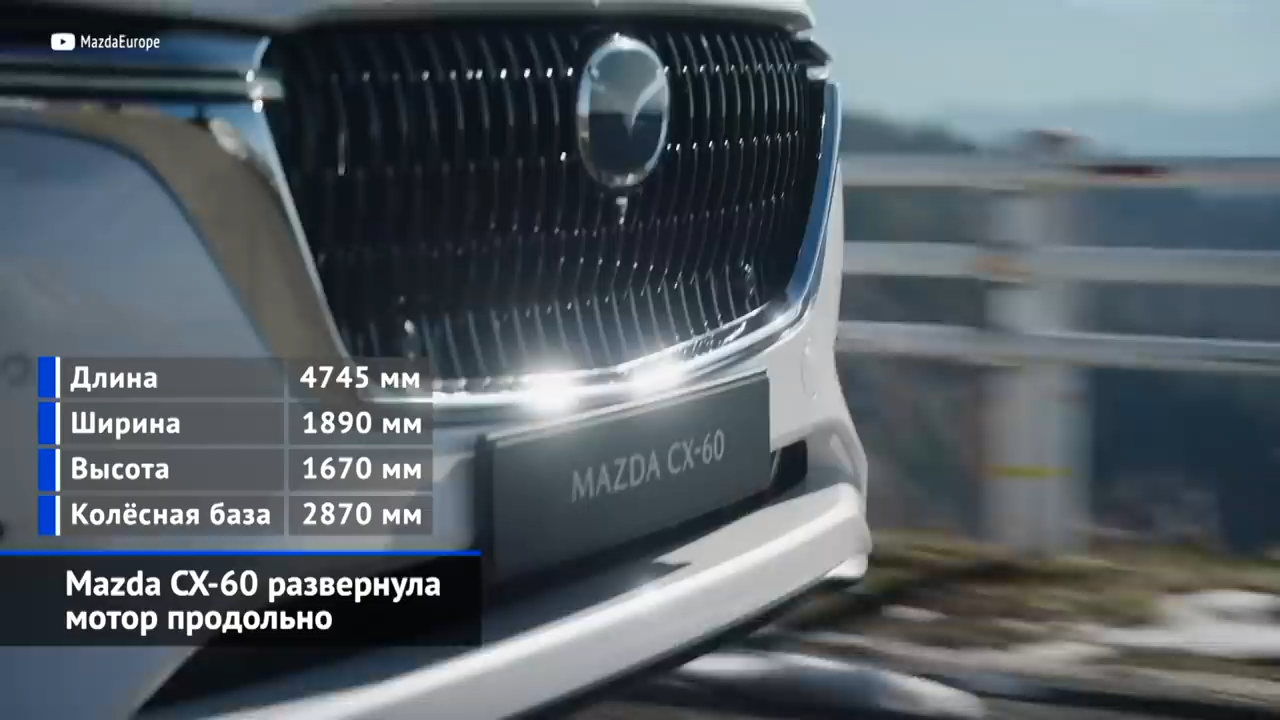 MazdaEurope
Длина 4745 мм
Ширина 1890 мм
Высота 1670 мм
Колёсная база 2870 мм
MAZDA CX-60
Mazda CX-60 развернула
мотор продольно